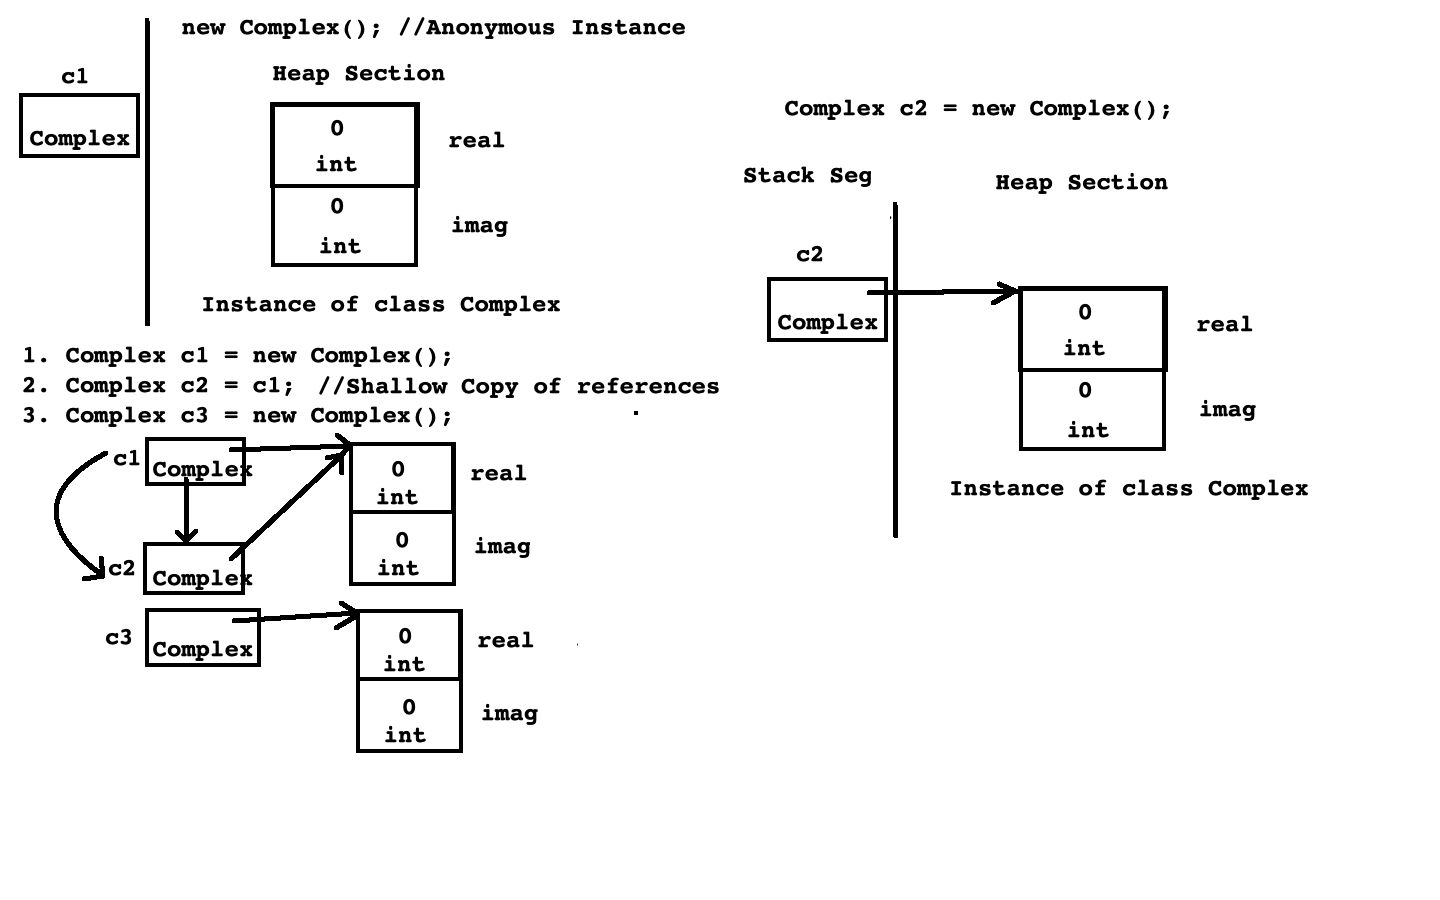 new Complex(); //Anonymous Instance
c1
Complex
Heap Section
0
int
real
0
int
imag
Instance of class Complex
Complex c2 = new Complex();
Stack Seg
Heap Section
c2
Complex
0
int
real
0
int
imag
Instance of class Complex
1. Complex c1 = new Complex();
2. Complex c2 = c1; //Shallow Copy of references
3. Complex c3 = new Complex();
c1
Complex
0
int
real
c2
Complex
0
int
imag
c3
Complex
0
int
real
0
int
imag